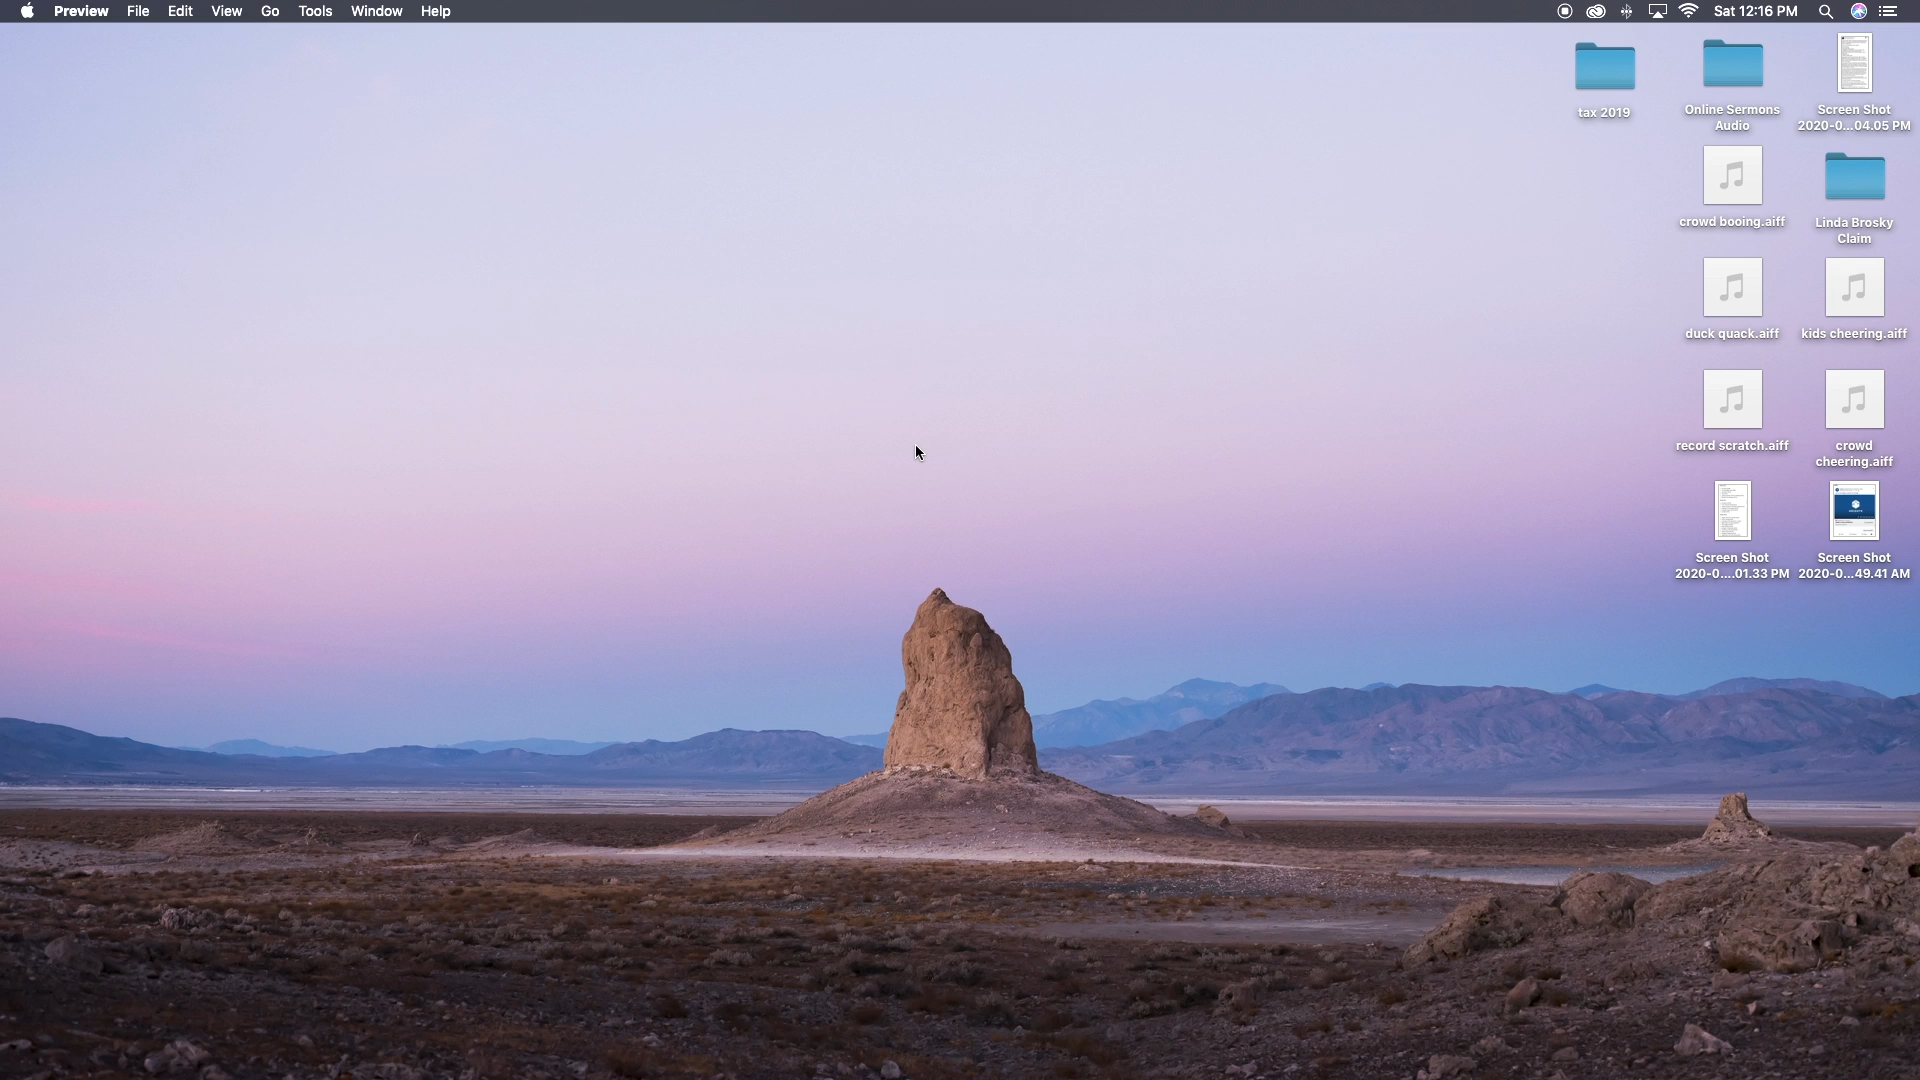 Preview File Edit View Go Tools Window Help
Sat 12:16 PM
tax 2019
Online Sermons
Audio
Screen Shot
2020-0...04.05 PM
crowd booing.aiff
Linda Brosky
Claim
duck quack.aiff
kids cheering.aiff
record scratch.aiff
crowd
cheering.aiff
Screen Shot
2020-0....01.33 PM
Screen Shot
2020-0...49.41 AM